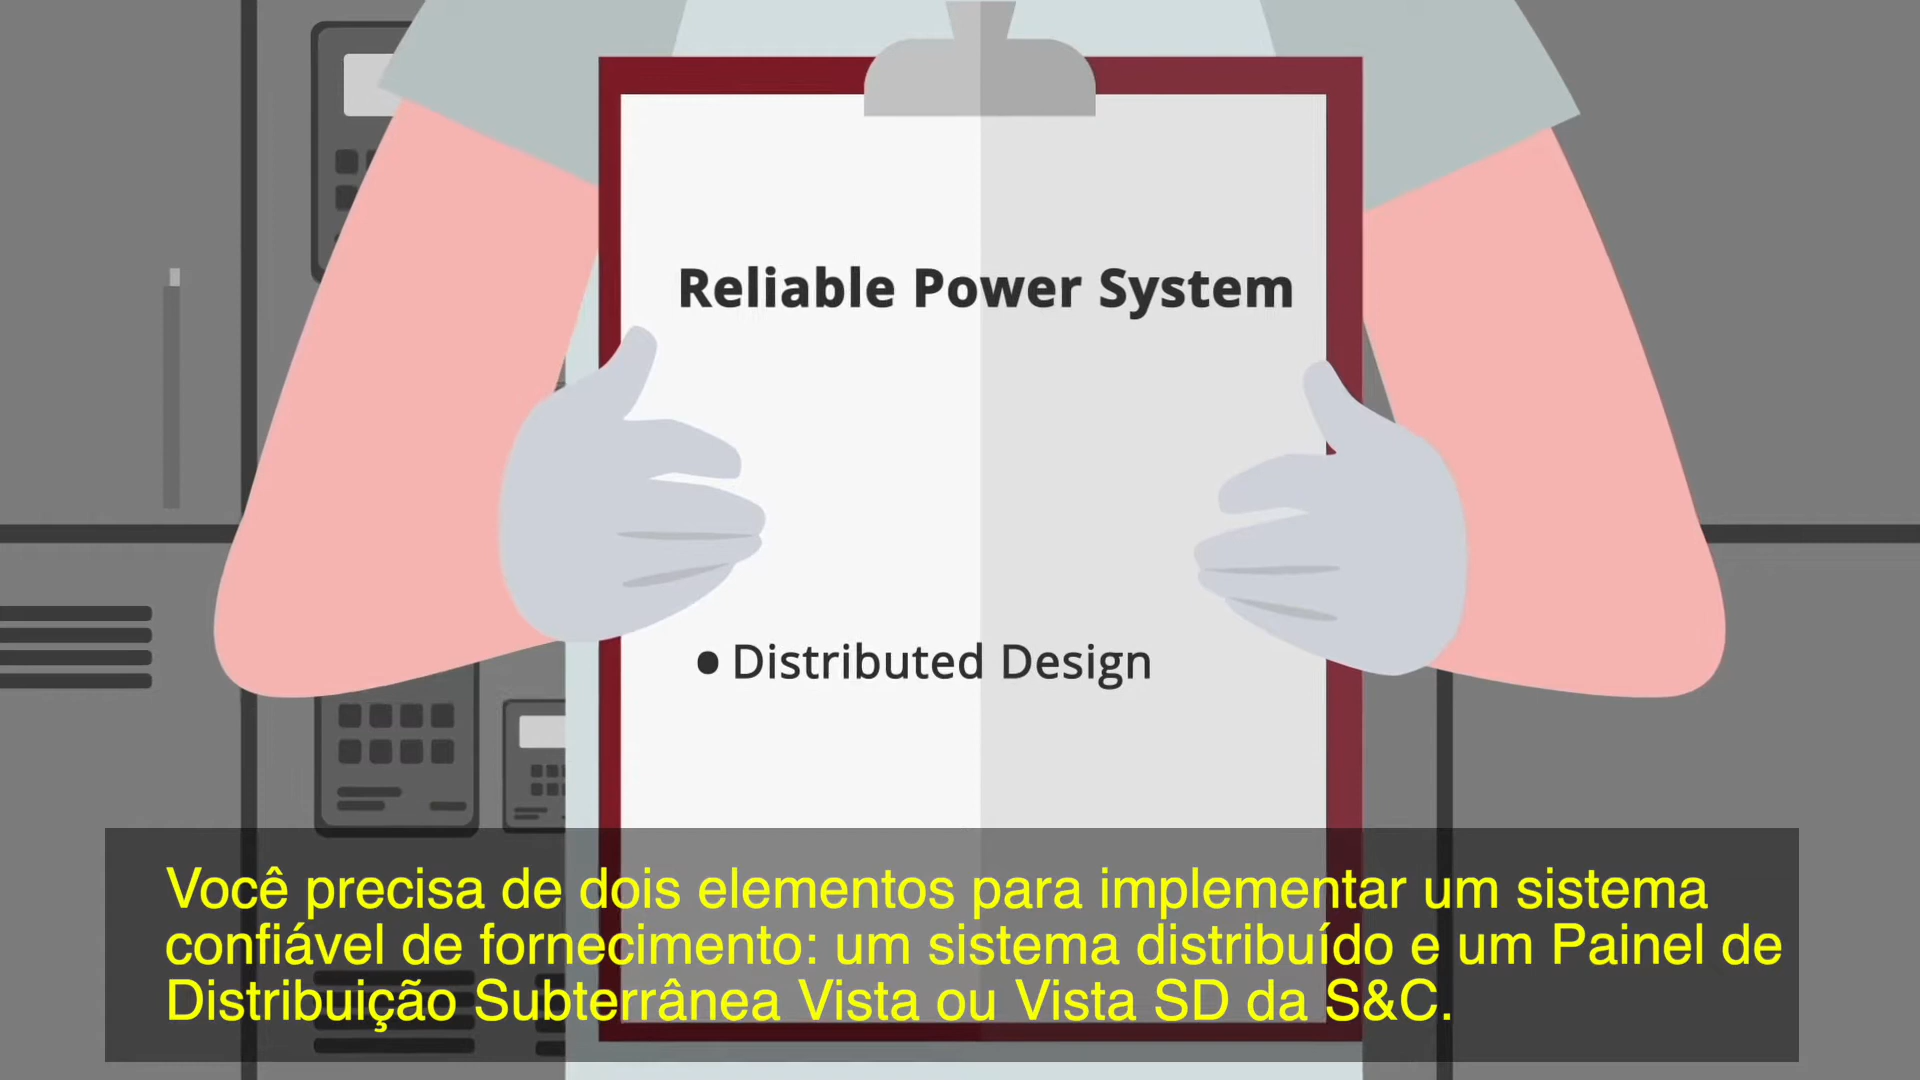 Reliable Power System
• Distributed Design
Você precisa de dois elementos para implementar um sistema
confiável de fornecimento: um sistema distribuído e um Painel de
Distribuição Subterrânea Vista ou Vista SD da S&C.